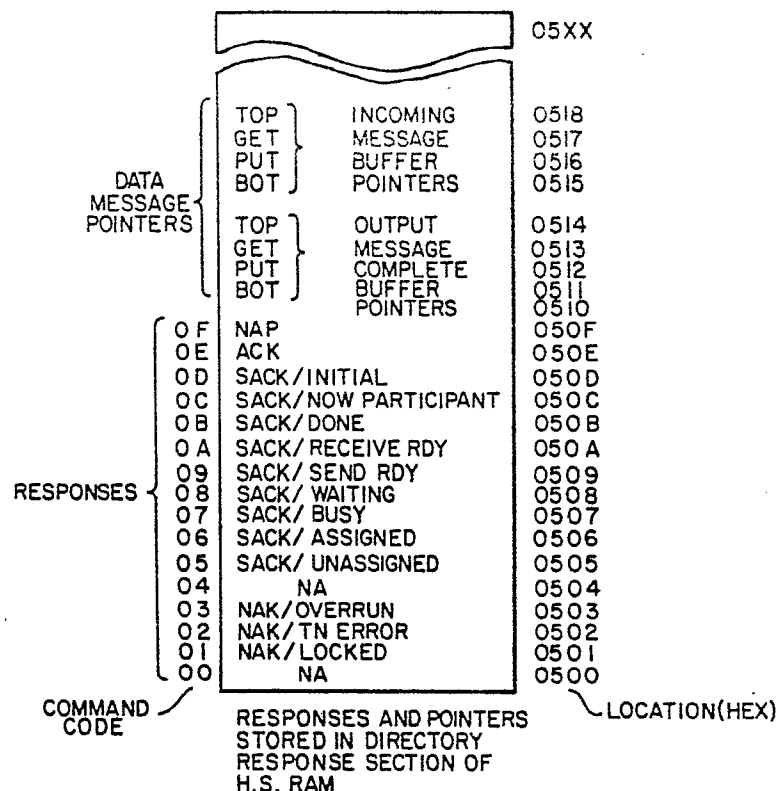 05XX
TOP INCOMING 0518
GET MESSAGE 0517
PUT BUFFER 0516
BOT POINTERS 0515
DATA
MESSAGE
POINTERS
TOP OUTPUT 0514
GET MESSAGE 0513
PUT COMPLETE 0512
BOT BUFFER 0511
POINTERS 0510
0F NAP 050F
0E ACK 050E
0D SACK/INITIAL 050D
0C SACK/NOW PARTICIPANT 050C
0B SACK/DONE 050B
0A SACK/RECEIVE RDY 050A
09 SACK/SEND RDY 0509
RESPONSES
08 SACK/WAITING 0508
07 SACK/BUSY 0507
06 SACK/ASSIGNED 0506
05 SACK/UNASSIGNED 0505
04 NA 0504
03 NAK/OVERRUN 0503
02 NAK/TN ERROR 0502
01 NAK/LOCKED 0501
00 NA 0500
COMMAND
CODE
LOCATION(HEX)
RESPONSES AND POINTERS
STORED IN DIRECTORY
RESPONSE SECTION OF
H.S. RAM